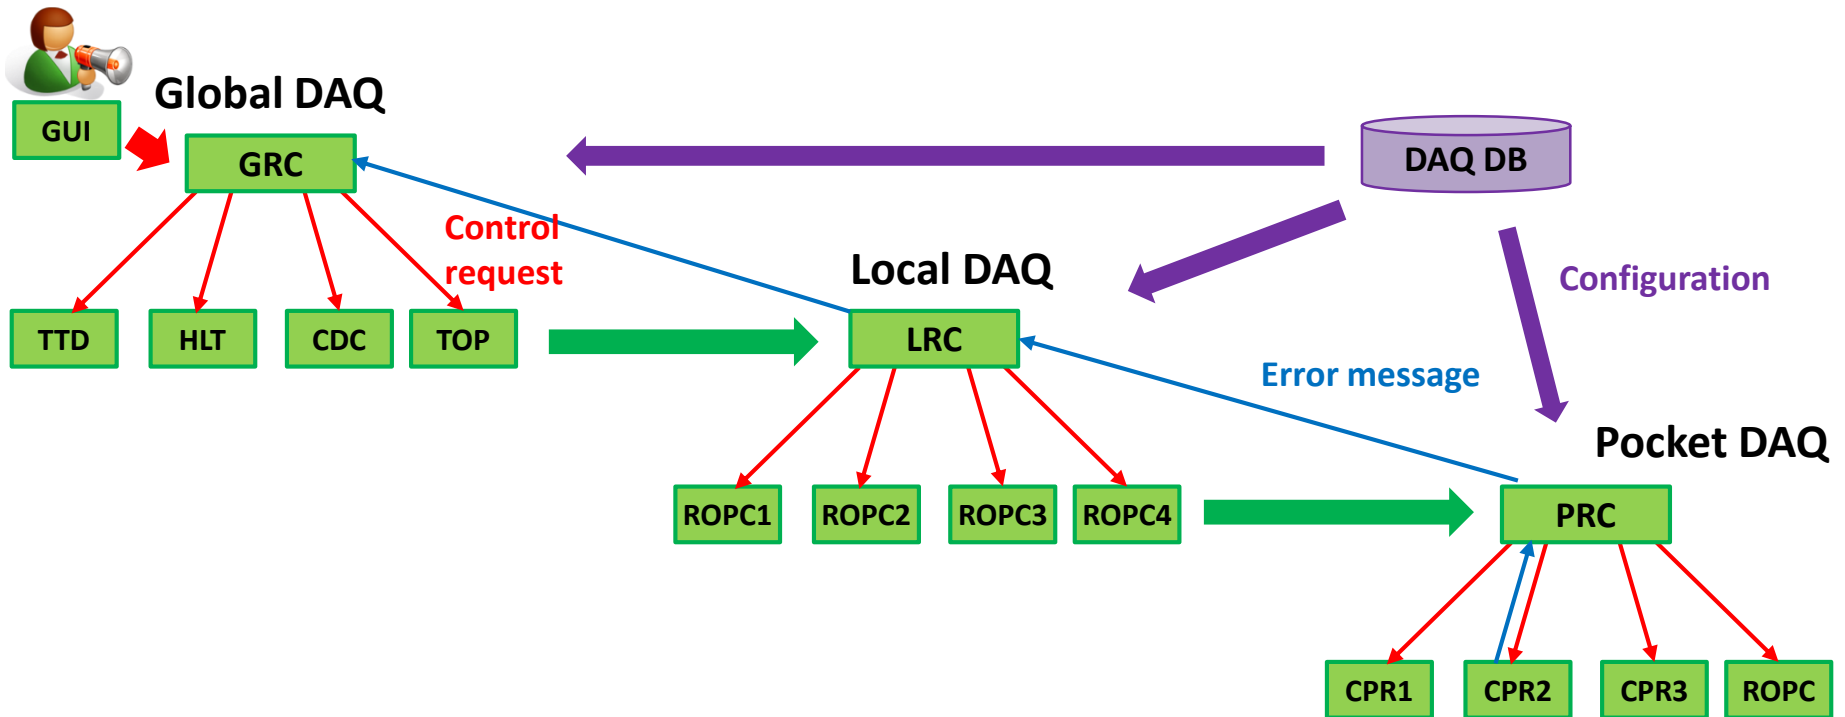 Global DAQ
GUI
GRC
DAQ DB
Control
request
Local DAQ
Configuration
TTD
HLT
CDC
TOP
LRC
Error message
Pocket DAQ
ROPC1
ROPC2
ROPC3
ROPC4
PRC
CPR1
CPR2
CPR3
ROPC